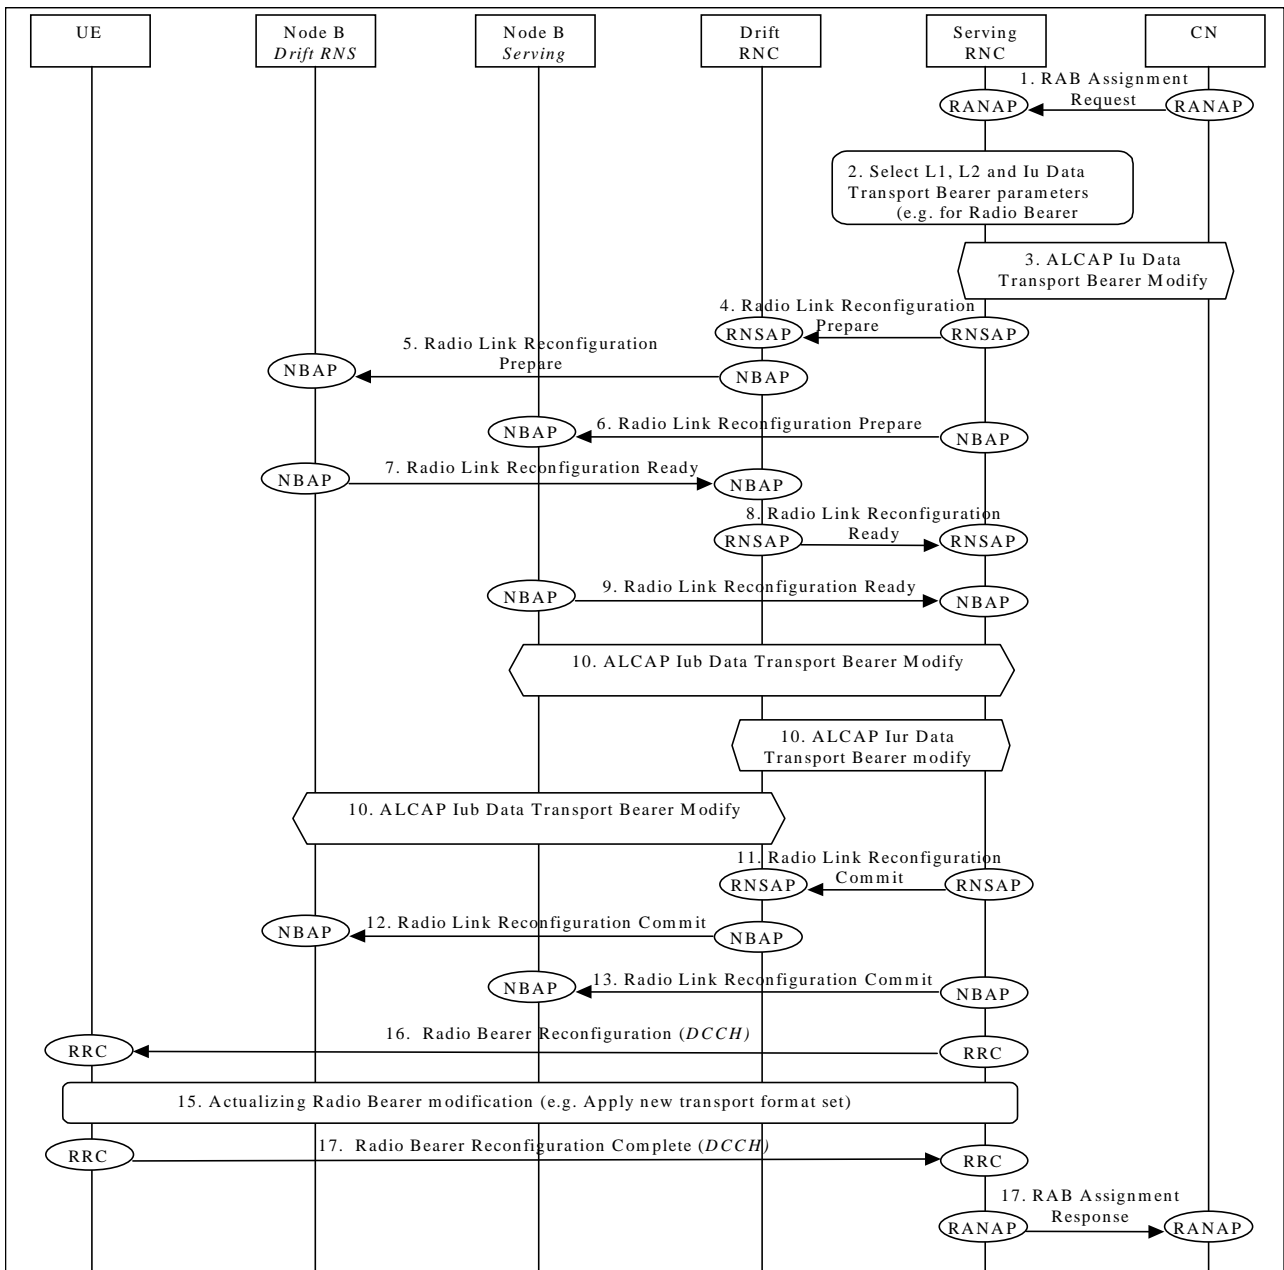 UE
Node B
Drift RNS
Node B
Serving
Drift
RNC
Serving
RNC
CN
1. RAB Assignment
Request
RANAP
RANAP
2. Select L1, L2 and Iu Data
Transport Bearer parameters
(e.g. for Radio Bearer
3. ALCAP Iu Data
Transport Bearer Modify
4. Radio Link Reconfiguration
Prepare
RNSAP
RNSAP
5. Radio Link Reconfiguration
Prepare
NBAP
NBAP
6. Radio Link Reconfiguration Prepare
NBAP
NBAP
7. Radio Link Reconfiguration Ready
NBAP
NBAP
8. Radio Link Reconfiguration
Ready
RNSAP
RNSAP
9. Radio Link Reconfiguration Ready
NBAP
NBAP
10. ALCAP Iub Data Transport Bearer Modify
10. ALCAP Iur Data
Transport Bearer modify
10. ALCAP Iub Data Transport Bearer Modify
11. Radio Link Reconfiguration
Commit
RNSAP
RNSAP
12. Radio Link Reconfiguration Commit
NBAP
NBAP
13. Radio Link Reconfiguration Commit
NBAP
NBAP
16. Radio Bearer Reconfiguration (DCCH)
RRC
RRC
15. Actualizing Radio Bearer modification (e.g. Apply new transport format set)
17. Radio Bearer Reconfiguration Complete (DCCH)
RRC
RRC
17. RAB Assignment
Response
RANAP
RANAP